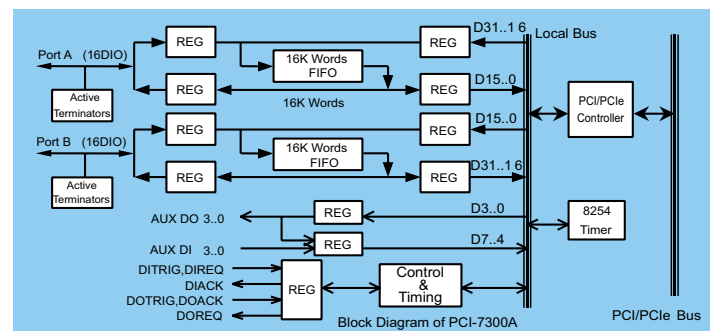 REG
REG
D31..1 6
Local Bus
Port A (16DIO)
16K Words
FIFO
Active
Terminators
REG
REG
D15..0
16K Words
PCI/PCIe
Controller
REG
REG
D15..0
Port B (16DIO)
16K Words
FIFO
Active
Terminators
REG
REG
D31..1 6
AUX DO 3..0
REG
D3..0
8254
Timer
AUX DI 3..0
REG
D7..4
DITRIG,DIREQ
DIACK
DOTRIG,DOACK
DOREQ
REG
Control
&
Timing
Block Diagram of PCI-7300A
PCI/PCIe Bus